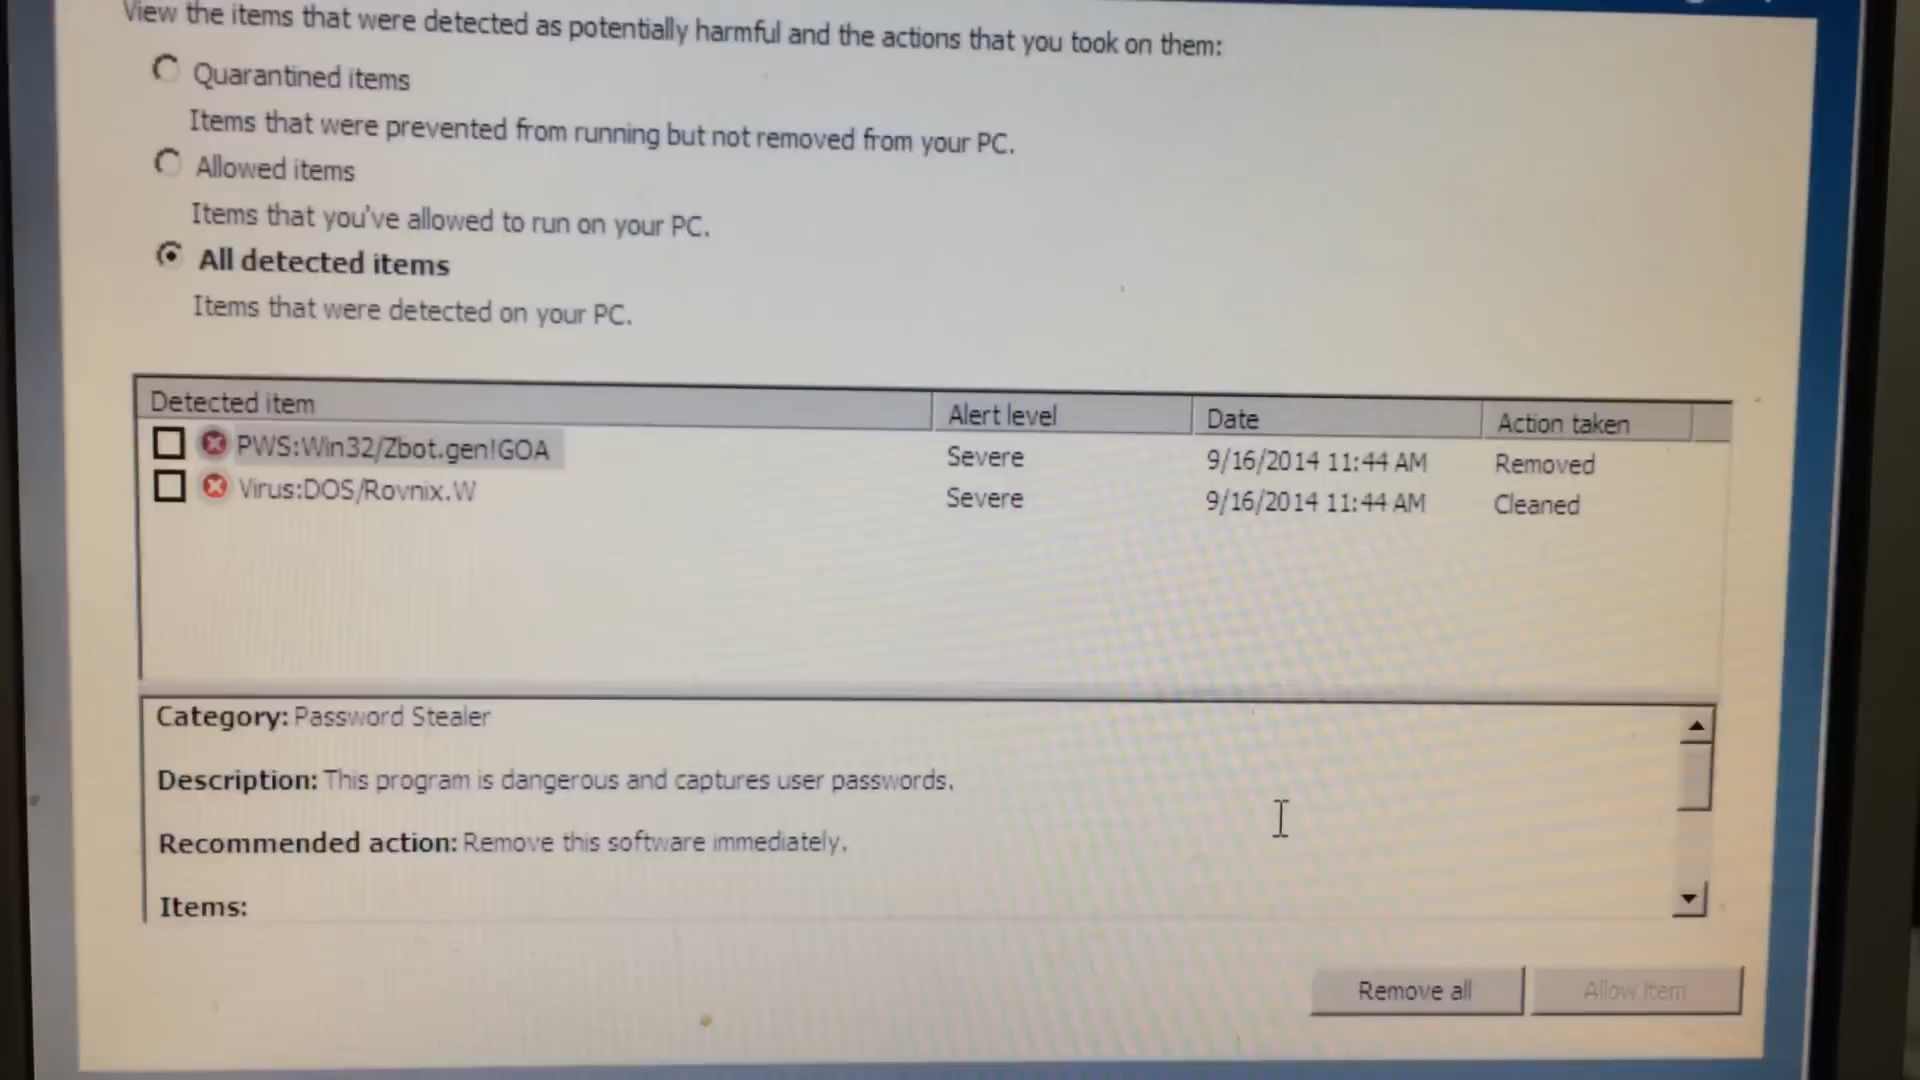 View the items that were detected as potentially harmful and the actions that you took on them:
Quarantined items
Items that were prevented from running but not removed from your PC.
Allowed items
Items that you've allowed to run on your PC.
All detected items
Items that were detected on your PC.
Detected item Alert level Date Action taken
PWS:Win32/Zbot.gen!GOA Severe 9/16/2014 11:44 AM Removed
Virus:DOS/Rovnix.W Severe 9/16/2014 11:44 AM Cleaned
Category: Password Stealer
Description: This program is dangerous and captures user passwords.
Recommended action: Remove this software immediately.
Items:
Remove all Allow item